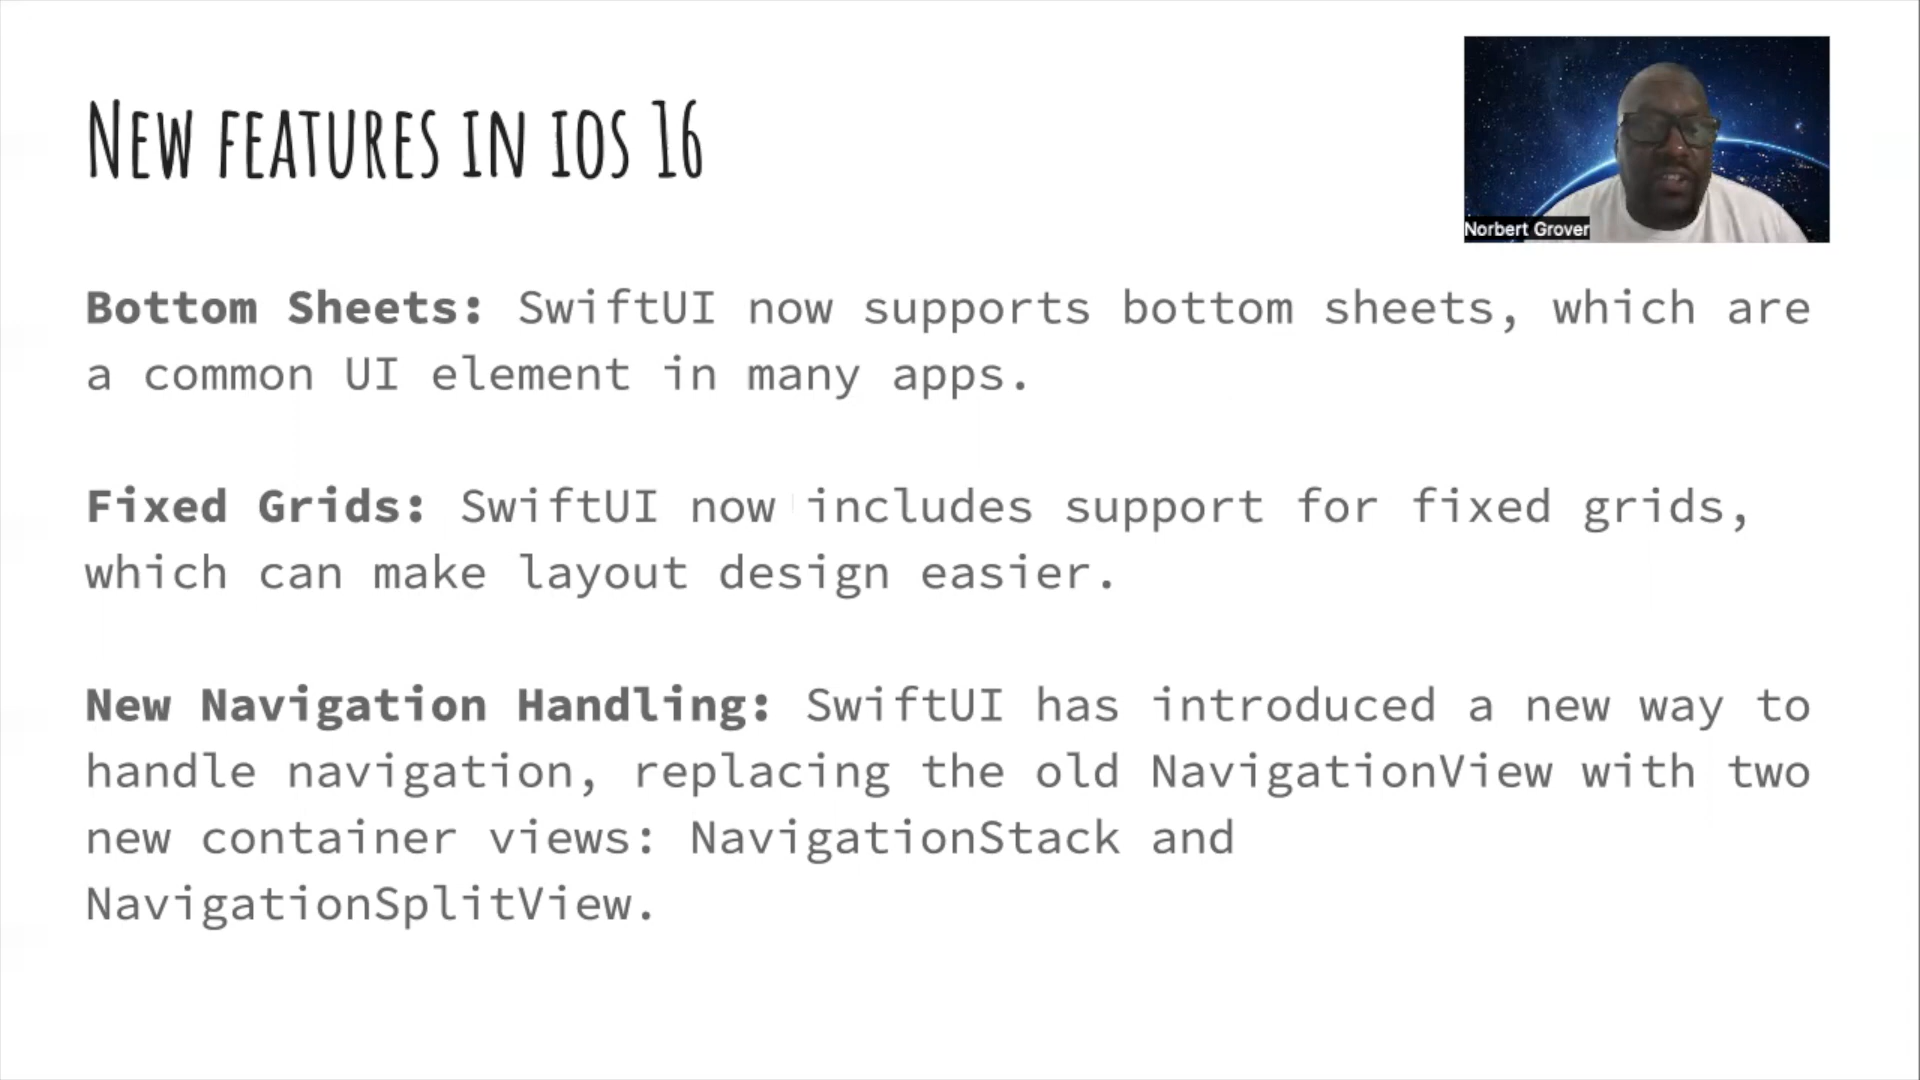 New features in ios 16
Norbert Grover
Bottom Sheets: SwiftUI now supports bottom sheets, which are
a common UI element in many apps.
Fixed Grids: SwiftUI now includes support for fixed grids,
which can make layout design easier.
New Navigation Handling: SwiftUI has introduced a new way to
handle navigation, replacing the old NavigationView with two
new container views: NavigationStack and
NavigationSplitView.